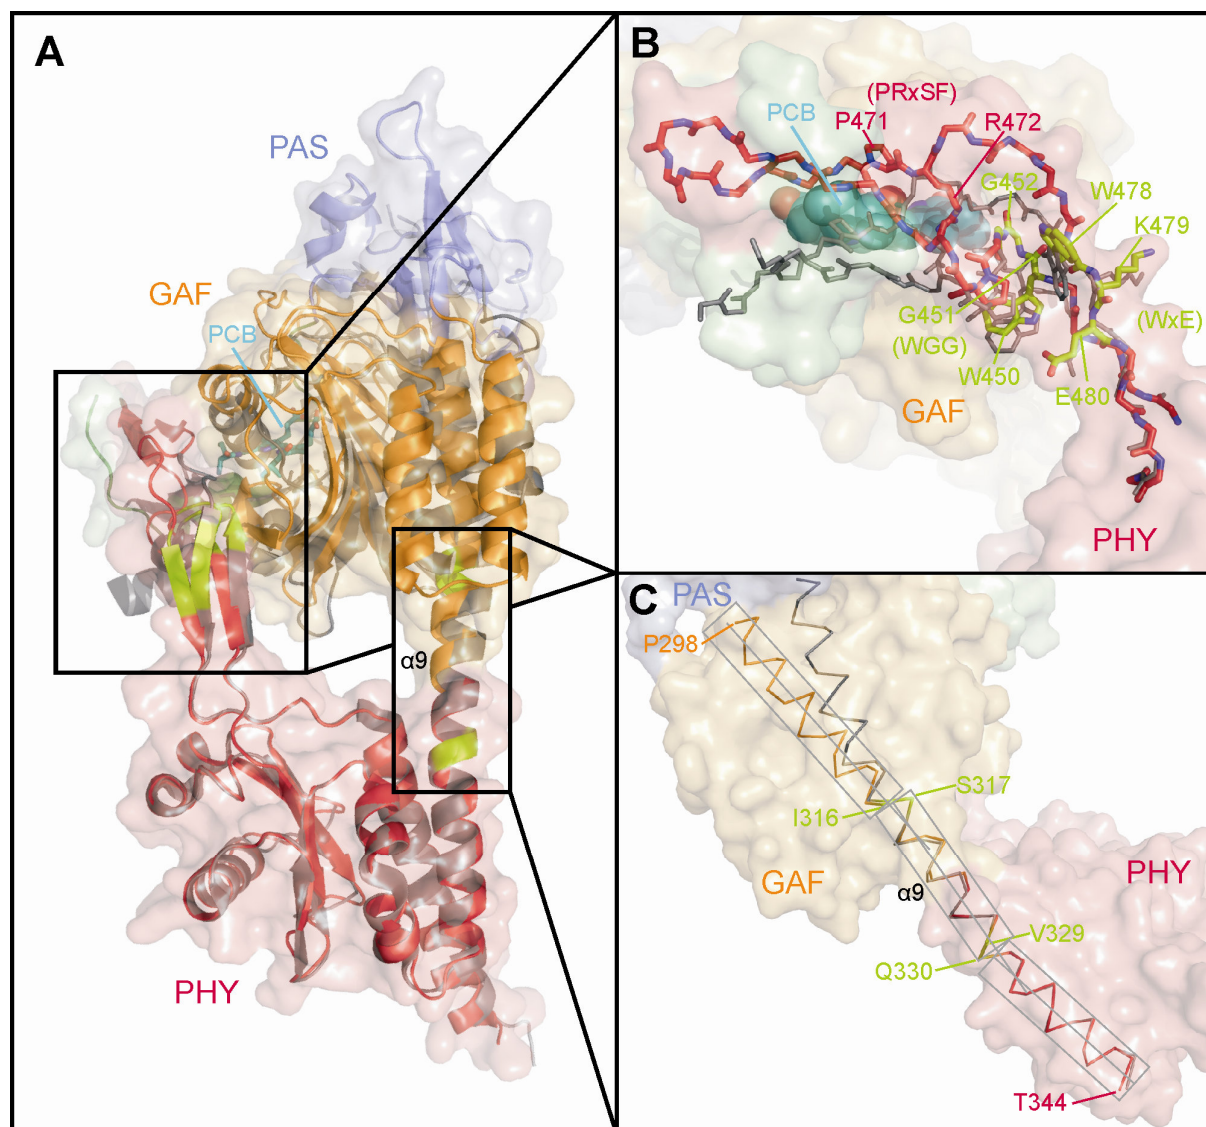 A
PAS
GAF
PCB
α9
PHY
B
(PRxSF)
PCB
P471
R472
G452
W478
K479
G451
(WxE)
(WGG)
W450
E480
GAF
PHY
C
PAS
P298
S317
I316
GAF
α9
PHY
V329
Q330
T344